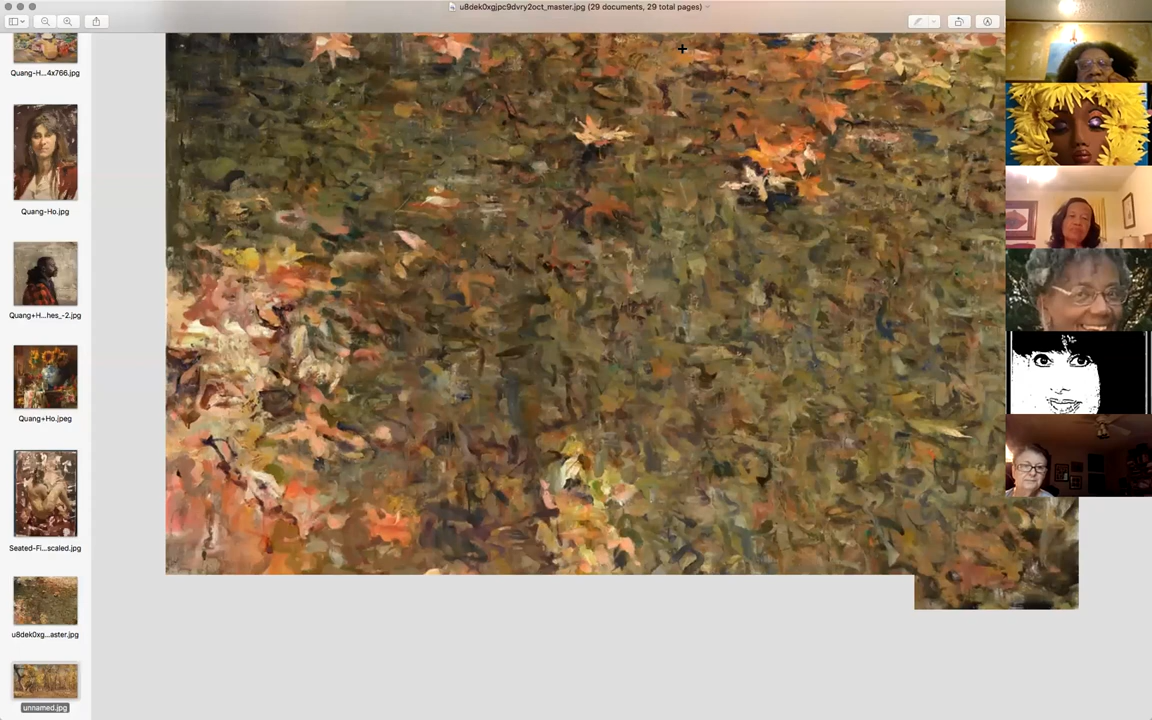 u8dek0xgjpc9dvry2oct_master.jpg (29 documents, 29 total pages)
Quang-H...4x766.jpg
Quang-Ho.jpg
Quang+H...hes_-2.jpg
Quang+Ho.jpeg
Seated-Fi...scaled.jpg
u8dek0xg...aster.jpg
unnamed.jpg